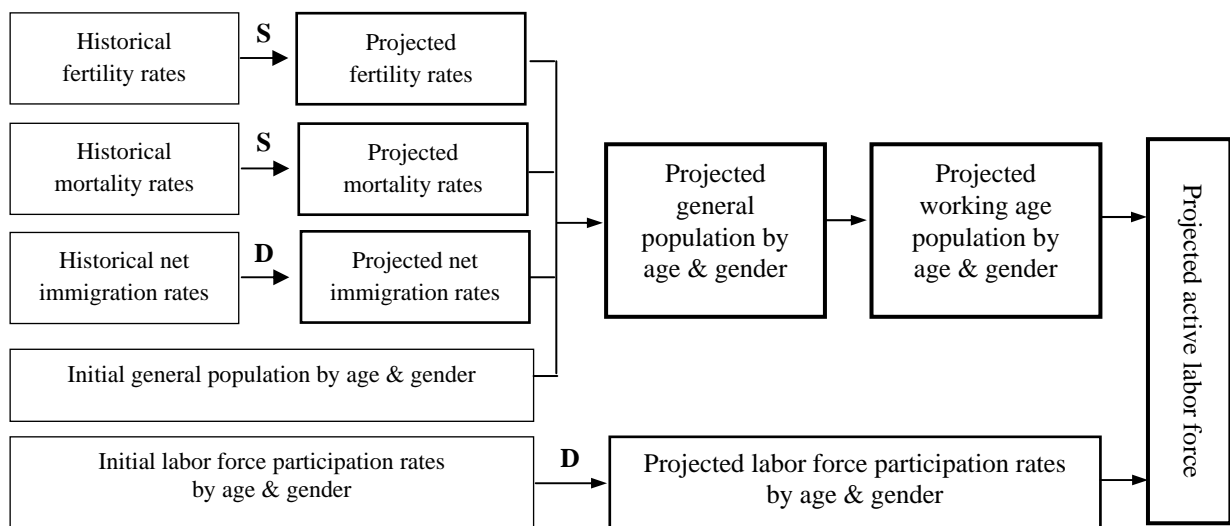 Historical
fertility rates
S
Projected
fertility rates
Historical
mortality rates
S
Projected
mortality rates
Historical net
immigration rates
D
Projected net
immigration rates
Initial general population by age & gender
Initial labor force participation rates
by age & gender
D
Projected labor force participation rates
by age & gender
Projected
general
population by
age & gender
Projected
working age
population by
age & gender
Projected active labor force